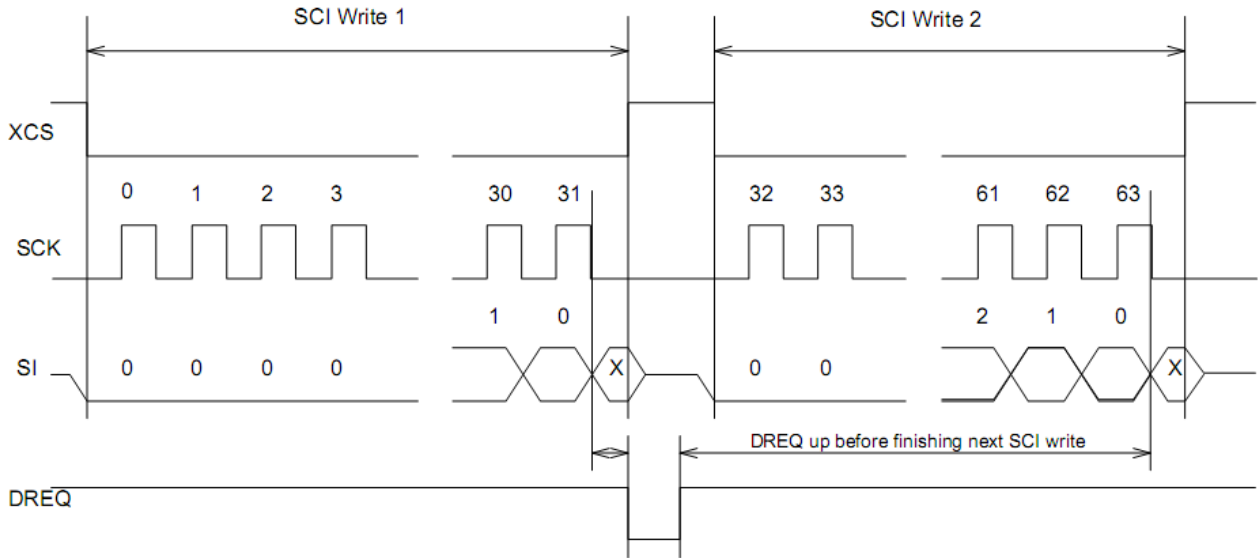 SCI Write 1 SCI Write 2
XCS
0 1 2 3 30 31 32 33 61 62 63
SCK
1 0 2 1 0
SI 0 0 0 0 X 0 0 X
DREQ up before finishing next SCI write
DREQ